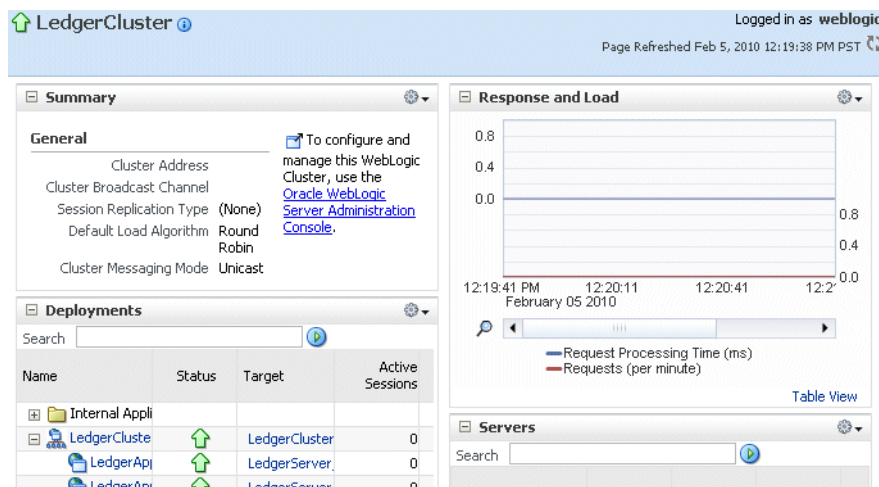 LedgerCluster
Logged in as weblogic
Page Refreshed Feb 5, 2010 12:19:38 PM PST
Summary
General
Cluster Address
Cluster Broadcast Channel
Session Replication Type (None)
Default Load Algorithm Round
Robin
Cluster Messaging Mode Unicast
To configure and
manage this WebLogic
Cluster, use the
Oracle WebLogic
Server Administration
Console.
Deployments
Search
Name Status Target Active
Sessions
Internal Appli
LedgerCluste LedgerCluster 0
LedgerApp LedgerServer_ 0
Response and Load
0.8
0.4
0.0
0.8
0.4
0.0
12:19:41 PM 12:20:11 12:20:41 12:2
February 05 2010
Request Processing Time (ms)
Requests (per minute)
Table View
Servers
Search